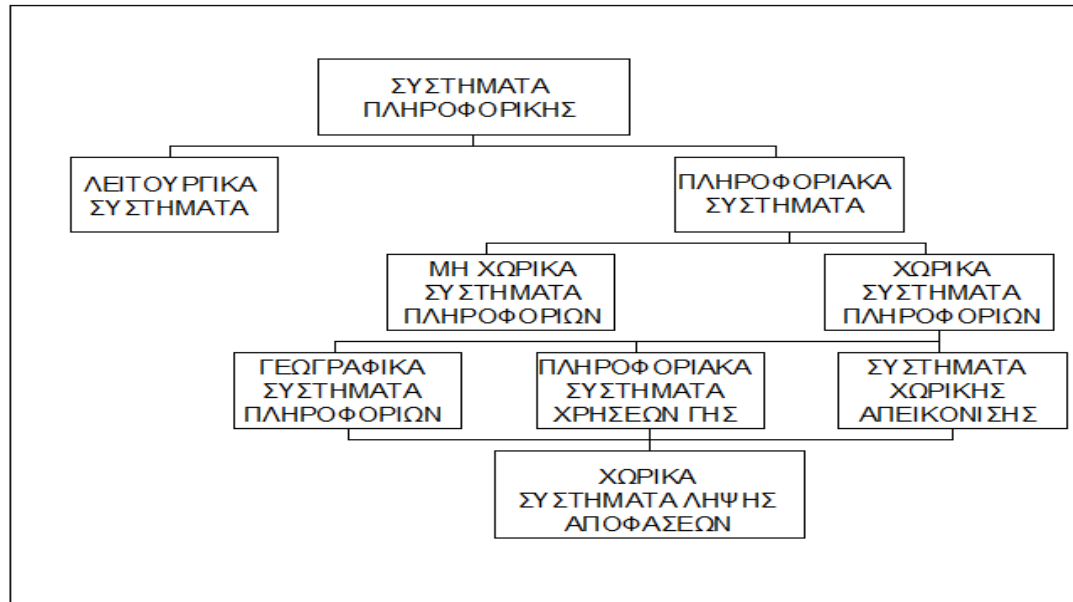 ΣΥΣΤΗΜΑΤΑ
ΠΛΗΡΟΦΟΡΙΚΗΣ
ΛΕΙΤΟΥΡΓΙΚΑ
ΣΥΣΤΗΜΑΤΑ
ΠΛΗΡΟΦΟΡΙΑΚΑ
ΣΥΣΤΗΜΑΤΑ
ΜΗ ΧΩΡΙΚΑ
ΣΥΣΤΗΜΑΤΑ
ΠΛΗΡΟΦΟΡΙΩΝ
ΧΩΡΙΚΑ
ΣΥΣΤΗΜΑΤΑ
ΠΛΗΡΟΦΟΡΙΩΝ
ΓΕΩΓΡΑΦΙΚΑ
ΣΥΣΤΗΜΑΤΑ
ΠΛΗΡΟΦΟΡΙΩΝ
ΠΛΗΡΟΦΟΡΙΑΚΑ
ΣΥΣΤΗΜΑΤΑ
ΧΡΗΣΕΩΝ ΓΗΣ
ΣΥΣΤΗΜΑΤΑ
ΧΩΡΙΚΗΣ
ΑΠΕΙΚΟΝΙΣΗΣ
ΧΩΡΙΚΑ
ΣΥΣΤΗΜΑΤΑ ΛΗΨΗΣ
ΑΠΟΦΑΣΕΩΝ